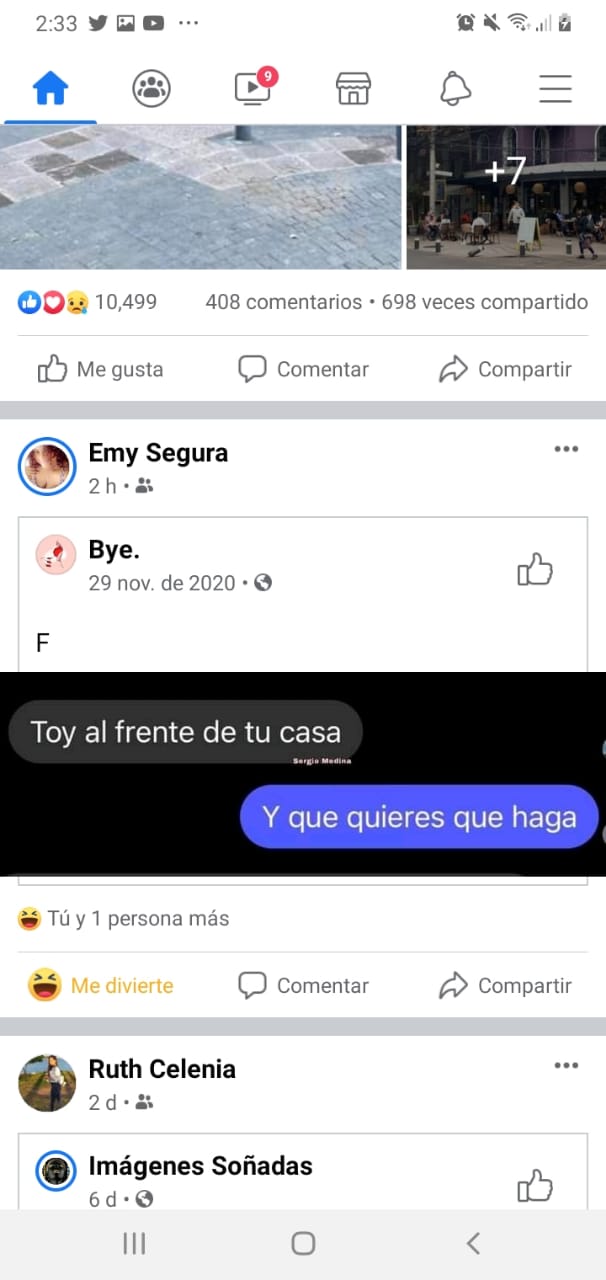 2:33
9
+7
10,499 408 comentarios • 698 veces compartido
Me gusta Comentar Compartir
Emy Segura
2 h
Bye.
29 nov. de 2020
F
Toy al frente de tu casa
Sergio Medina
Y que quieres que haga
Tú y 1 persona más
Me divierte Comentar Compartir
Ruth Celenia
2 d
Imágenes Soñadas
6 d